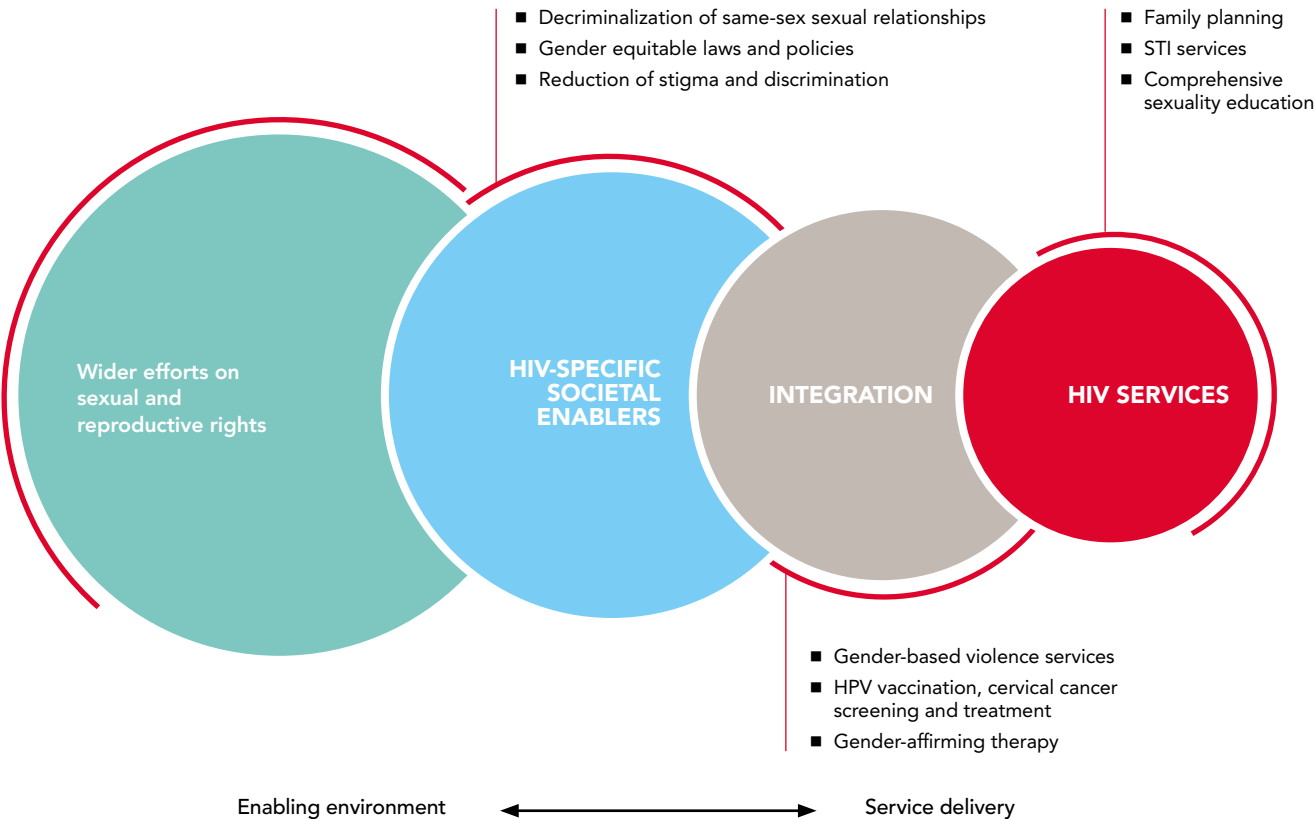 ■ Decriminalization of same-sex sexual relationships
■ Gender equitable laws and policies
■ Reduction of stigma and discrimination
■ Family planning
■ STI services
■ Comprehensive
sexuality education
Wider efforts on
sexual and
reproductive rights
HIV-SPECIFIC
SOCIETAL
ENABLERS
INTEGRATION
HIV SERVICES
■ Gender-based violence services
■ HPV vaccination, cervical cancer
screening and treatment
■ Gender-affirming therapy
Enabling environment
Service delivery